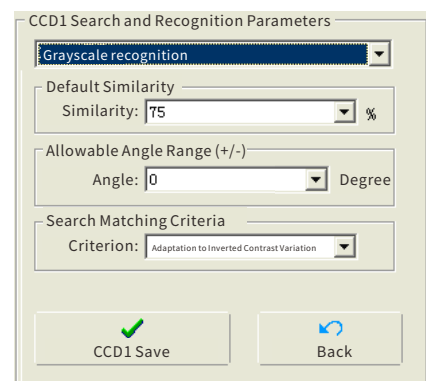 CCD1 Search and Recognition Parameters
Grayscale recognition
Default Similarity
Similarity: 75 %
Allowable Angle Range (+/-)
Angle: 0 Degree
Search Matching Criteria
Criterion: Adaptation to Inverted Contrast Variation
CCD1 Save Back